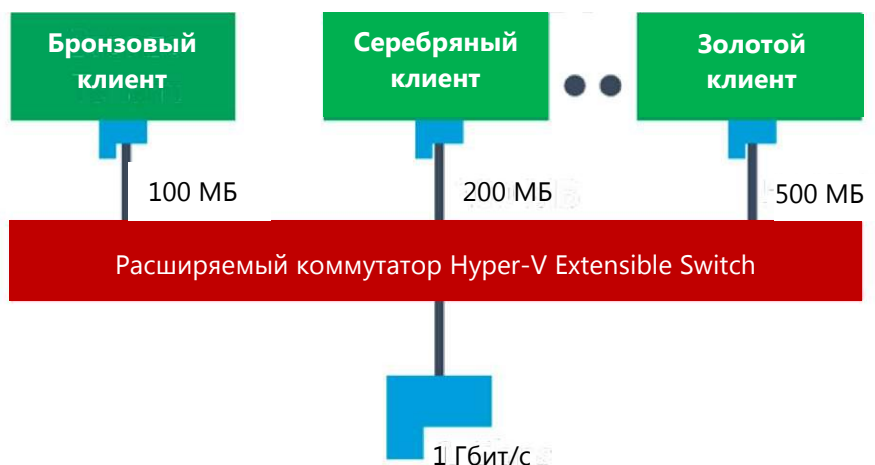 Бронзовый
клиент
Серебряный
клиент
Золотой
клиент
100 МБ
200 МБ
500 МБ
Расширяемый коммутатор Hyper-V Extensible Switch
1 Гбит/с